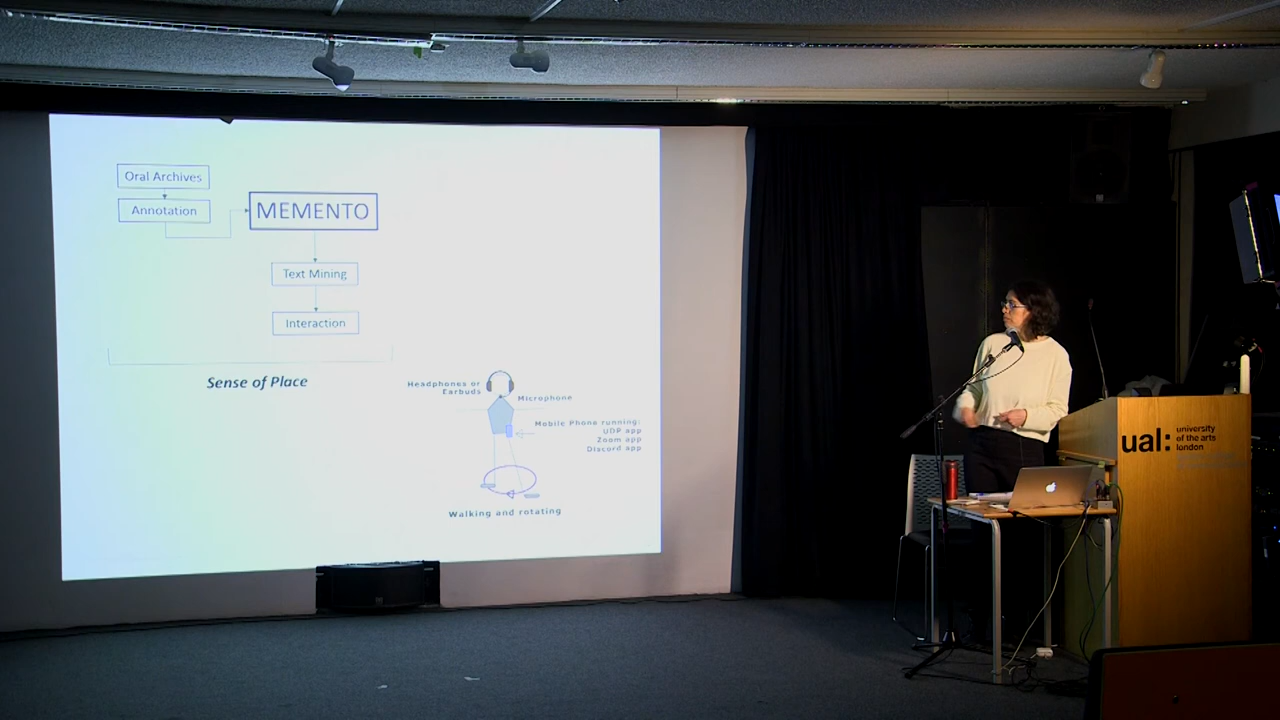 Oral Archives
Annotation
MEMENTO
Text Mining
Interaction
Sense of Place
Headphones or
Earbuds
Microphone
Mobile Phone running:
UDP app
Zoom app
Discord app
Walking and rotating
ual:
university
of the arts
london